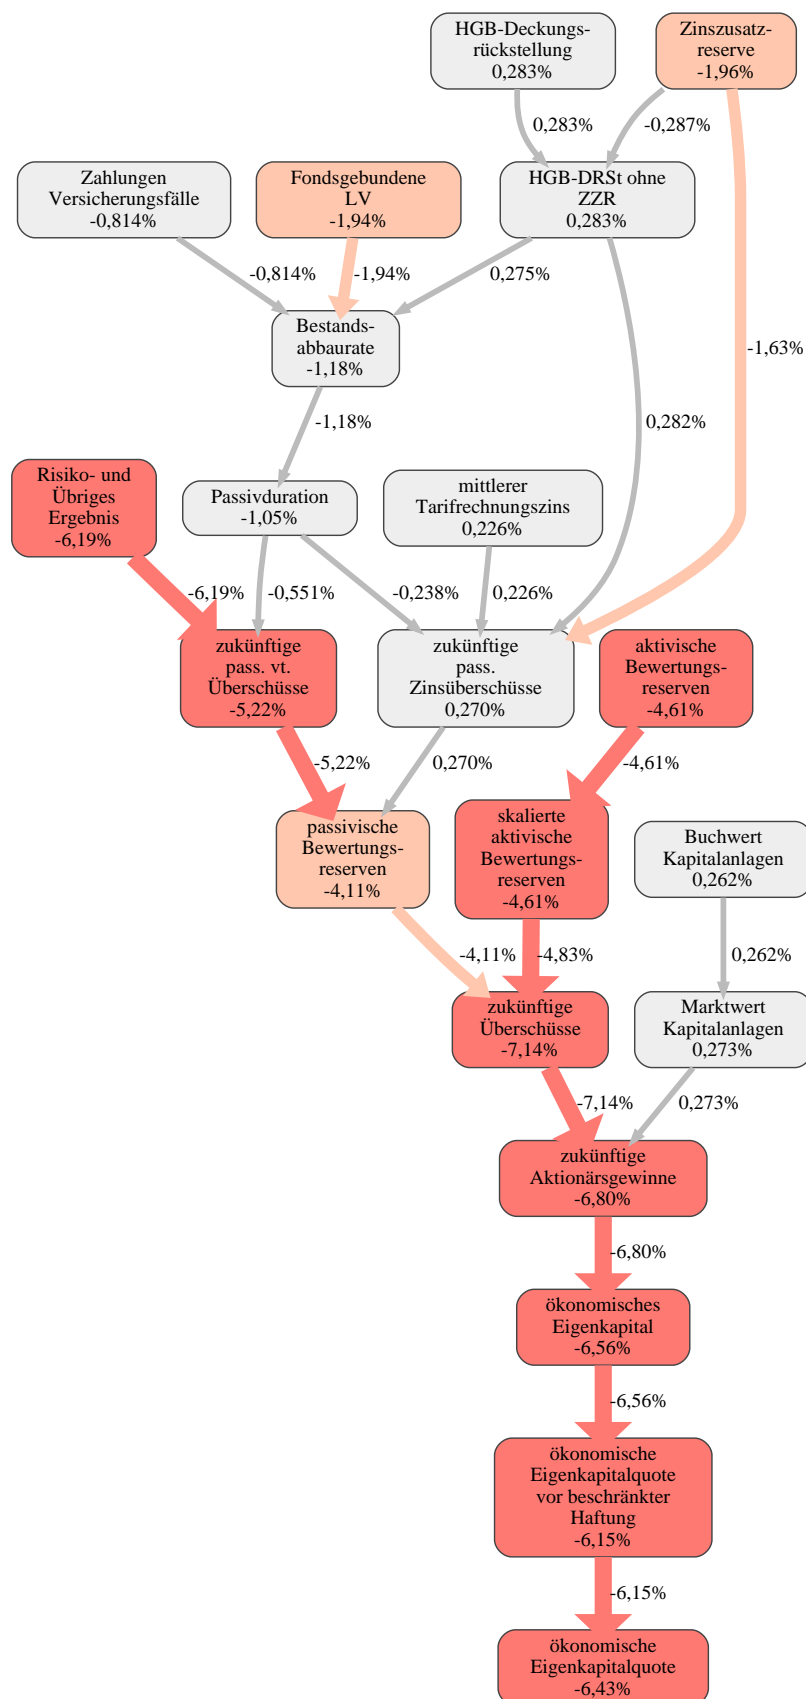 HGB-Deckungs-
rückstellung
0,283%
Zinszusatz-
reserve
-1,96%
0,283%
-0,287%
Zahlungen
Versicherungsfälle
-0,814%
Fondsgebundene
LV
-1,94%
HGB-DRSt ohne
ZZR
0,283%
-0,814%
-1,94%
0,275%
Bestands-
abbaurate
-1,18%
-1,63%
-1,18%
0,282%
Risiko- und
Übriges
Ergebnis
-6,19%
Passivduration
-1,05%
mittlerer
Tarifrechnungszins
0,226%
-6,19%
-0,551%
-0,238%
0,226%
zukünftige
pass. vt.
Überschüsse
-5,22%
zukünftige
pass.
Zinsüberschüsse
0,270%
aktivische
Bewertungs-
reserven
-4,61%
-5,22%
0,270%
-4,61%
passivische
Bewertungs-
reserven
-4,11%
skalierte
aktivische
Bewertungs-
reserven
-4,61%
Buchwert
Kapitalanlagen
0,262%
-4,11%
-4,83%
0,262%
zukünftige
Überschüsse
-7,14%
Marktwert
Kapitalanlagen
0,273%
-7,14%
0,273%
zukünftige
Aktionärsgewinne
-6,80%
-6,80%
ökonomisches
Eigenkapital
-6,56%
-6,56%
ökonomische
Eigenkapitalquote
vor beschränkter
Haftung
-6,15%
-6,15%
ökonomische
Eigenkapitalquote
-6,43%